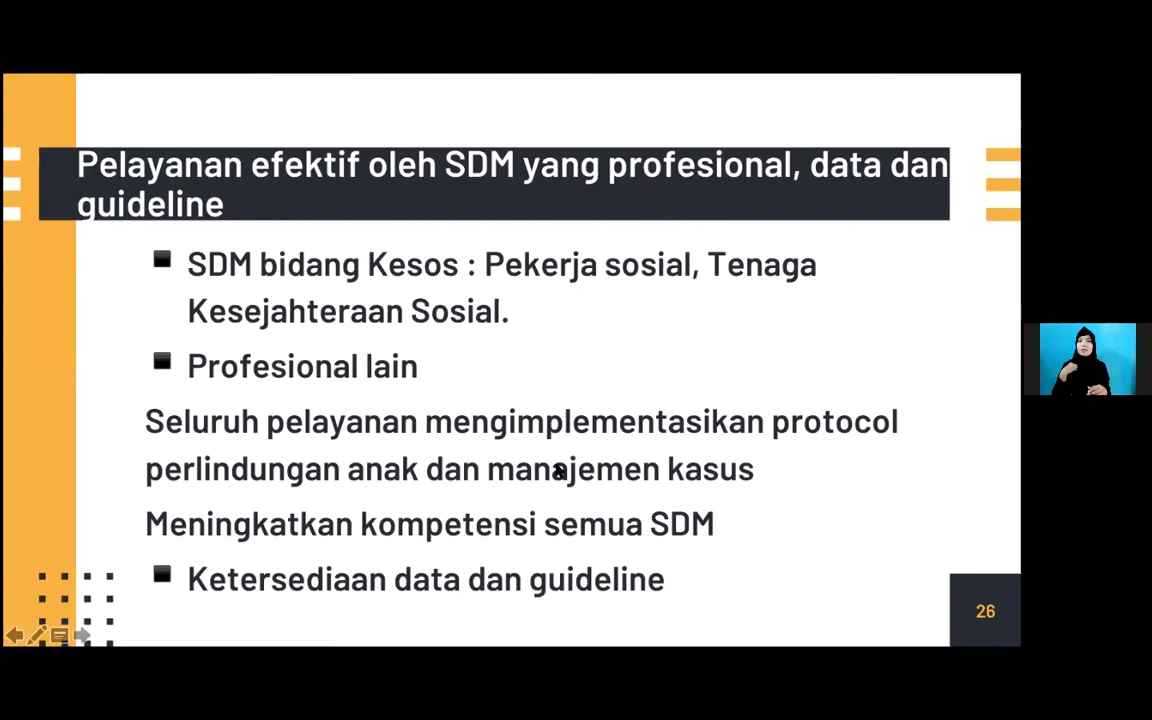 Pelayanan efektif oleh SDM yang profesional, data dan
guideline
SDM bidang Kesos : Pekerja sosial, Tenaga
Kesejahteraan Sosial.
Profesional lain
Seluruh pelayanan mengimplementasikan protocol
perlindungan anak dan manajemen kasus
Meningkatkan kompetensi semua SDM
Ketersediaan data dan guideline
26